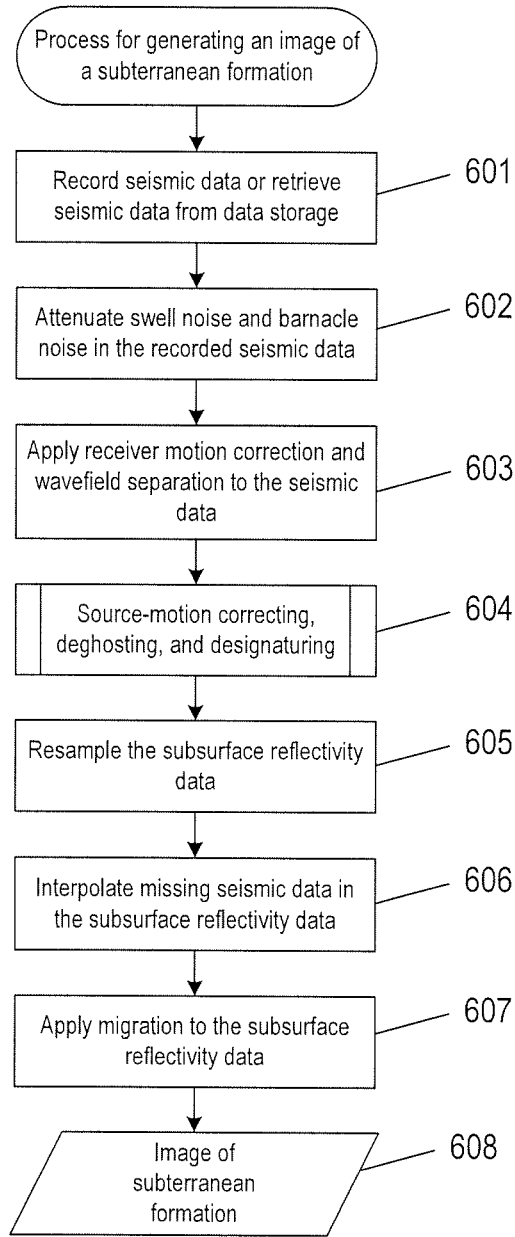 Process for generating an image of
a subterranean formation
601
Record seismic data or retrieve
seismic data from data storage
602
Attenuate swell noise and barnacle
noise in the recorded seismic data
603
Apply receiver motion correction and
wavefield separation to the seismic
data
604
Source-motion correcting,
deghosting, and designaturing
605
Resample the subsurface reflectivity
data
606
Interpolate missing seismic data in
the subsurface reflectivity data
607
Apply migration to the subsurface
reflectivity data
608
Image of
subterranean
formation